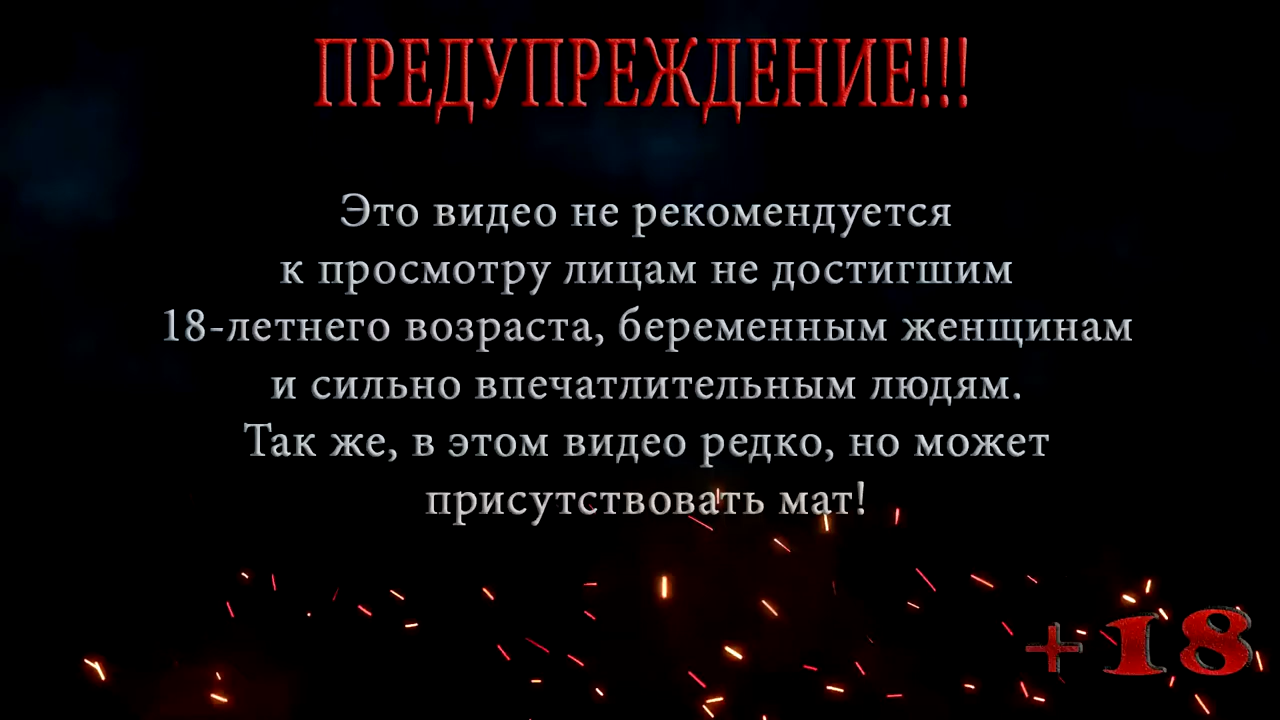 ПРЕДУПРЕЖДЕНИЕ!!!
Это видео не рекомендуется
к просмотру лицам не достигшим
18-летнего возраста, беременным женщинам
и сильно впечатлительным людям.
Так же, в этом видео редко, но может
присутствовать мат!
+18